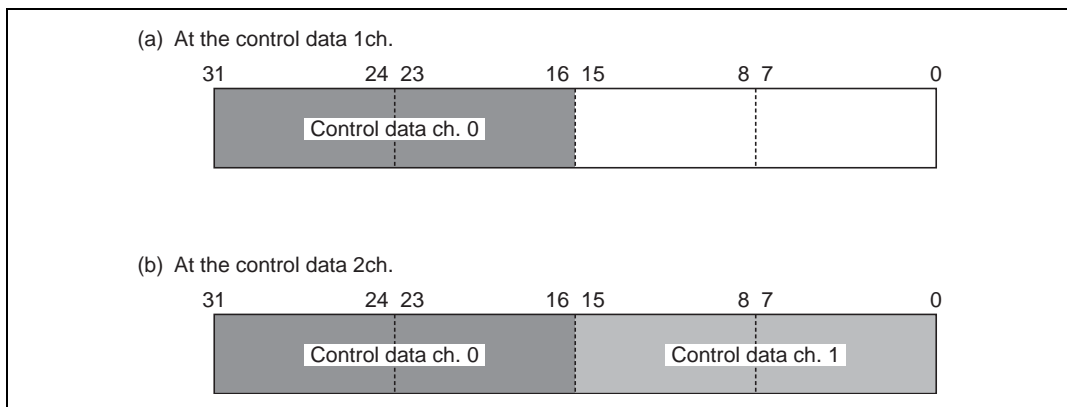 (a) At the control data 1ch.
31 24 23 16 15 8 7 0
Control data ch. 0
(b) At the control data 2ch.
31 24 23 16 15 8 7 0
Control data ch. 0 Control data ch. 1